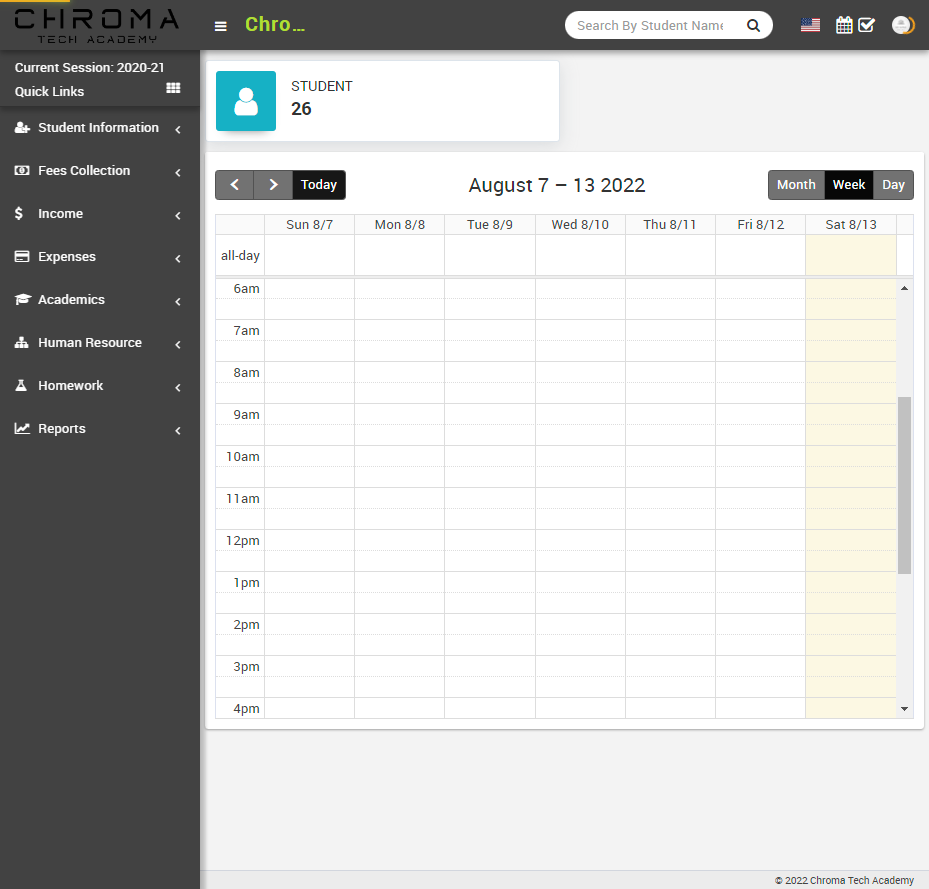 CHROMA
TECH ACADEMY
Chro...
Search By Student Name
Current Session: 2020-21
Quick Links
Student Information
Fees Collection
Income
Expenses
Academics
Human Resource
Homework
Reports
STUDENT
26
Today
August 7 – 13 2022
Month Week Day
Sun 8/7 Mon 8/8 Tue 8/9 Wed 8/10 Thu 8/11 Fri 8/12 Sat 8/13
all-day
6am
7am
8am
9am
10am
11am
12pm
1pm
2pm
3pm
4pm
© 2022 Chroma Tech Academy